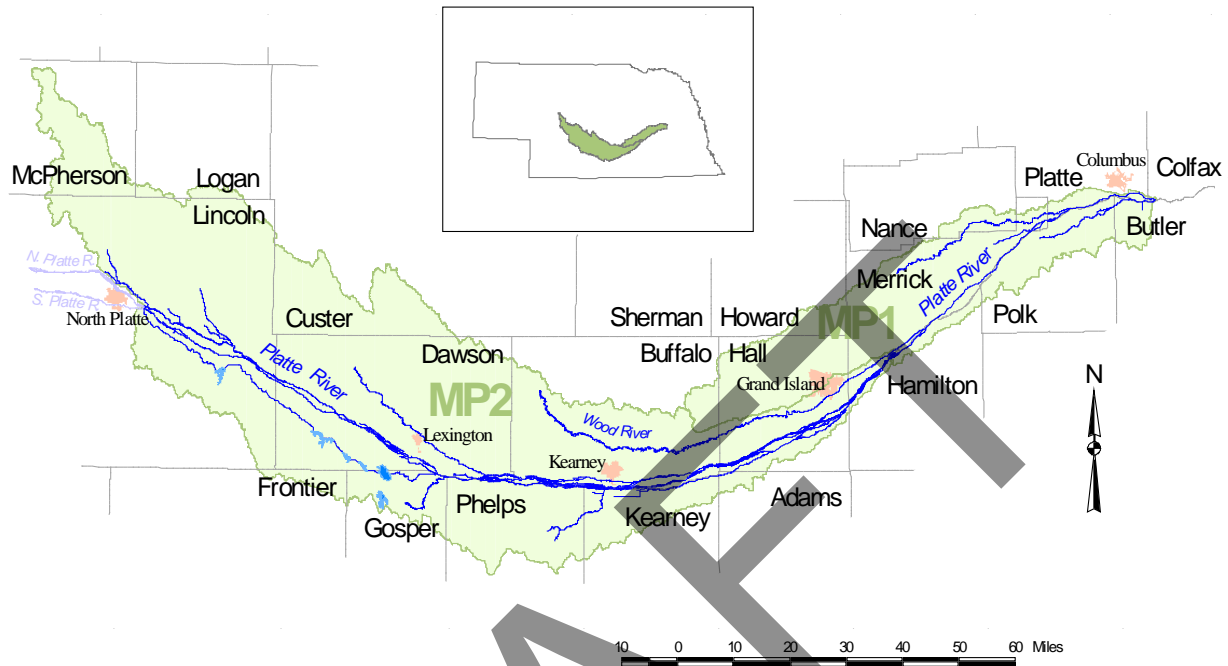 McPherson
Logan
Lincoln
N. Platte R.
S. Platte R.
North Platte
Custer
Platte River
Dawson
MP2
Lexington
Frontier
Gosper
Phelps
Sherman
Howard
Buffalo
Hall
MP1
Grand Island
Wood River
Kearney
Kearney
Adams
Hamilton
Nance
Merrick
Platte River
Polk
Platte
Columbus
Colfax
Butler
N
10 0 10 20 30 40 50 60 Miles